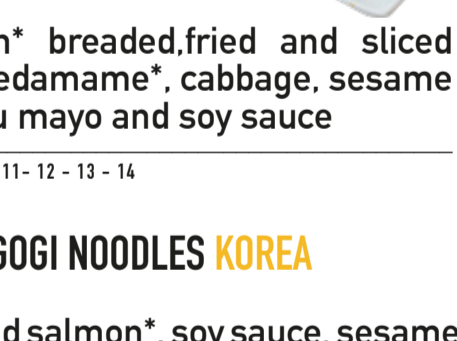 n* breaded,fried and sliced
edamame*, cabbage, sesame
u mayo and soy sauce
11- 12 - 13 - 14
GOGI NOODLES KOREA
d salmon*, soy sauce, sesame